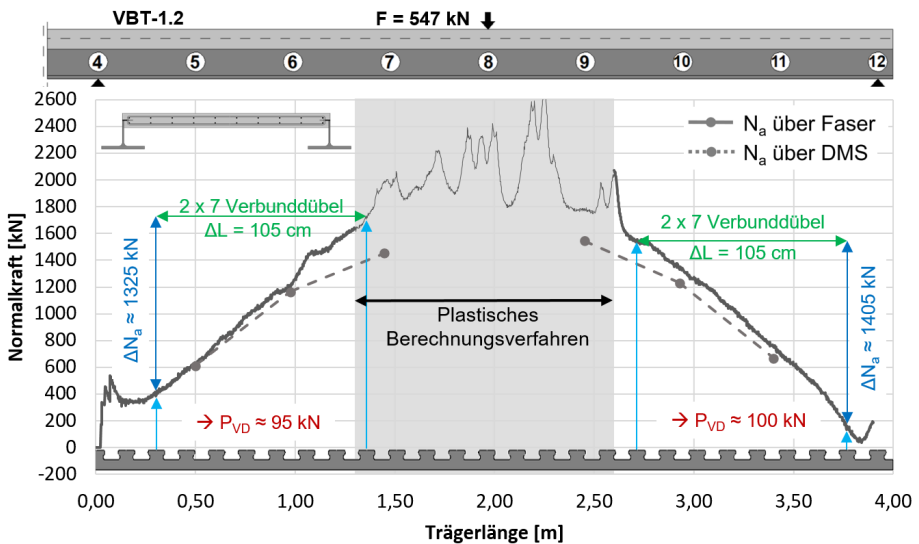 VBT-1.2
F = 547 kN
4 5 6 7 8 9 10 11 12
2600
2400
2200
2000
1800
1600
1400
1200
1000
800
600
400
200
0
-200
Normalkraft [kN]
Nₐ über Faser
Nₐ über DMS
2 x 7 Verbunddübel
ΔL = 105 cm
ΔNₐ ≈ 1325 kN
→ P_VD ≈ 95 kN
Plastisches
Berechnungsverfahren
2 x 7 Verbunddübel
ΔL = 105 cm
ΔNₐ ≈ 1405 kN
→ P_VD ≈ 100 kN
0,00 0,50 1,00 1,50 2,00 2,50 3,00 3,50 4,00
Trägerlänge [m]